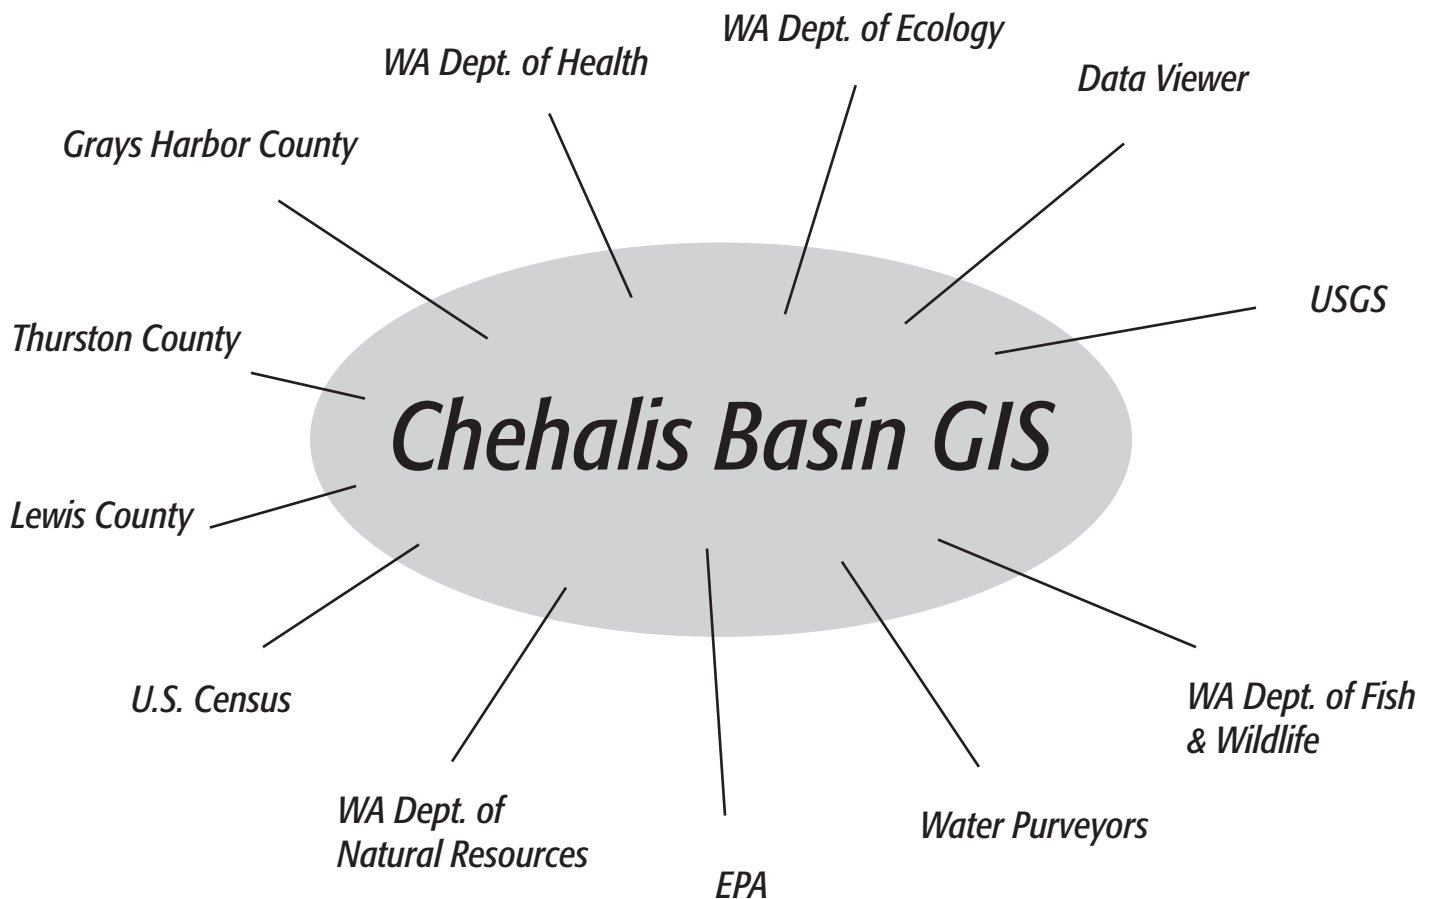 WA Dept. of Ecology
WA Dept. of Health
Data Viewer
Grays Harbor County
USGS
Thurston County
Chehalis Basin GIS
Lewis County
U.S. Census
WA Dept. of Fish
& Wildlife
WA Dept. of
Natural Resources
Water Purveyors
EPA